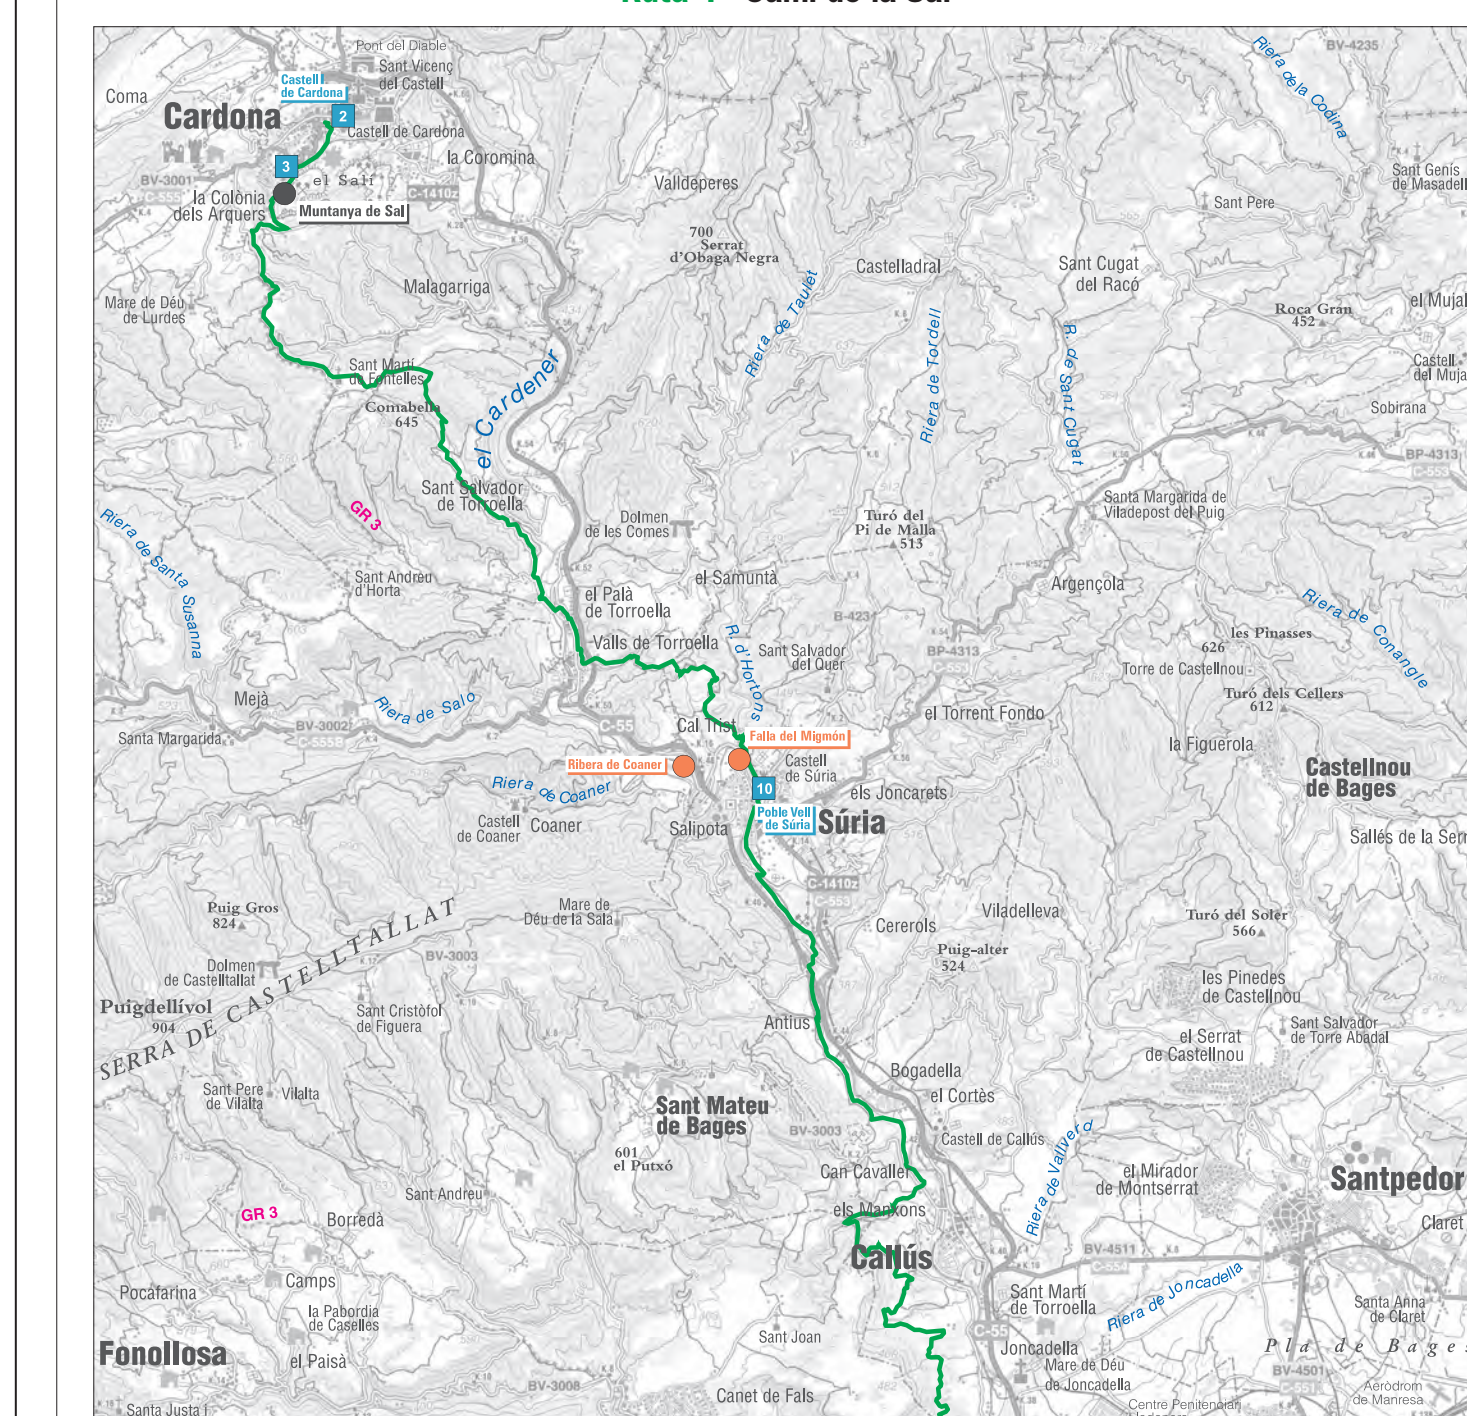 Pont del Diable
BV-4235
Riera de la Codina
Sant Vicenç
del Castell
Castell
de Cardona
Coma
Cardona
2
Castell de Cardona
la Coromina
3
el Salí
BV-3001
C-1410z
la Colònia
dels Arquers
Muntanya de Sal
Valldeperes
Sant Genís
de Masadell
Sant Pere
700
Serrat
d'Obaga Negra
Castelladral
Sant Cugat
del Racó
Malagarriga
Mare de Déu
de Lurdes
Riera de Taulet
Riera de Tordell
R. de Sant Cugat
Roca Gran
452
el Mujal
Sant Martí
de Fontelles
Castell
del Muja
Comabella
645
el Cardener
Sobirana
BP-4313
Sant Salvador
de Torroella
GR 3
Riera de Santa Susanna
Dolmen
de les Comes
Turó del
Pi de Malla
513
Santa Margarida de
Viladepost del Puig
Sant Andreu
d'Horta
el Samuntà
Argençola
el Palà
de Torroella
B-4234
Riera de Conangle
Valls de Torroella
R. d'Hortons
Sant Salvador
del Quer
BP-4313
les Pinasses
626
Torre de Castellnou
Turó dels Cellers
612
Mejà
Riera de Salo
BV-3002
C-55
Santa Margarida
Cal Trist
Falla del Migmón
el Torrent Fondo
la Figuerola
Ribera de Coaner
Castell
de Súria
Castellnou
de Bages
Riera de Coaner
10
els Joncarets
Poble Vell
de Súria
Súria
Castell
de Coaner
Coaner
Salipota
Sallés de la Serr
C-1410z
C-553
Puig Gros
824
Mare de
Déu de la Sala
Cererols
Viladelleva
Turó del Soler
566
BV-3003
Puig-alter
524
Dolmen
de Castelltallat
SERRA DE CASTELLTALLAT
Puigdellívol
904
Sant Cristòfol
de Figuera
Antius
les Pinedes
de Castellnou
el Serrat
de Castellnou
Sant Salvador
de Torre Abadal
Bogadella
el Cortès
Sant Pere
de Vilalta
Vilalta
Sant Mateu
de Bages
BV-3003
Castell de Callús
Riera de Vallverd
601
el Putxó
Can Cavaller
el Mirador
de Montserrat
Santpedor
Sant Andreu
GR 3
Borredà
els Manxons
Claret
Callús
BV-4511
Pocafarina
Camps
Sant Martí
de Torroella
Riera de Joncadella
la Pabordia
de Caselles
Santa Anna
de Claret
Sant Joan
C-55
Fonollosa
el Paisà
Joncadella
Mare de Déu
de Joncadella
Pla de Bages
BV-4501
BV-3008
Canet de Fals
Aeròdrom
de Manresa
Centre Penitenciari
Santa Justa i